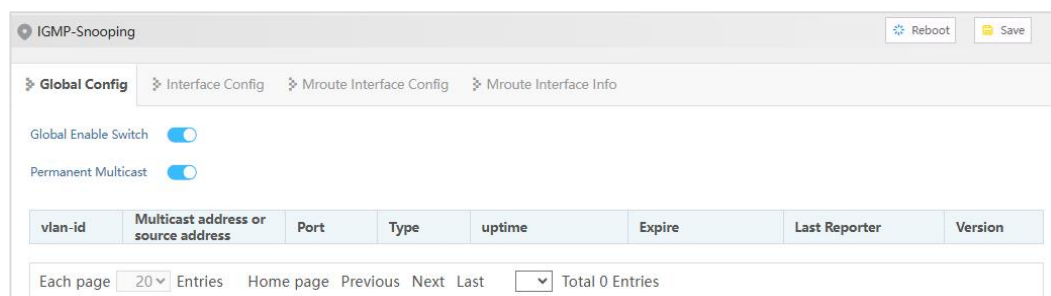 IGMP-Snooping Reboot Save
Global Config Interface Config Mroute Interface Config Mroute Interface Info
Global Enable Switch
Permanent Multicast
vlan-id Multicast address or source address Port Type uptime Expire Last Reporter Version
Each page 20 Entries Home page Previous Next Last Total 0 Entries